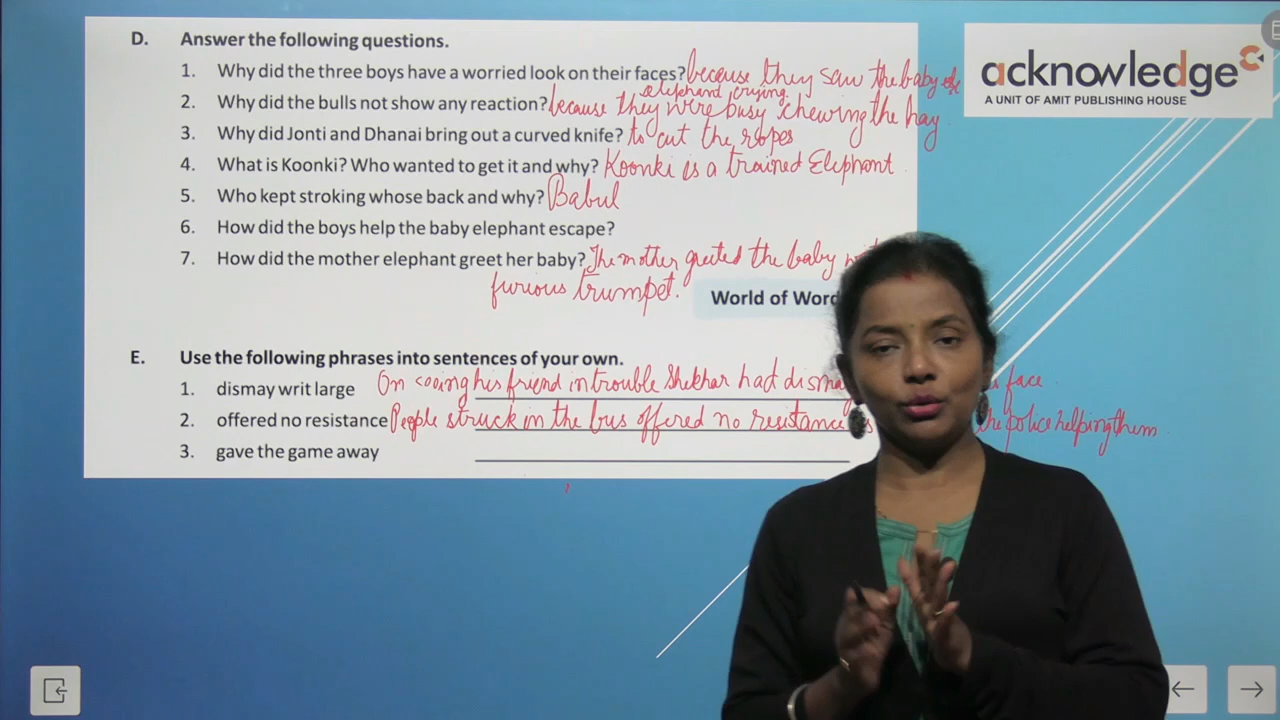 D. Answer the following questions.
1. Why did the three boys have a worried look on their faces? because they saw the baby
elephant crying.
2. Why did the bulls not show any reaction? because they wire busy chewing the hay.
3. Why did Jonti and Dhanai bring out a curved knife? to cut the ropes
4. What is Koonki? Who wanted to get it and why? Koonki is a trained Elephant.
5. Who kept stroking whose back and why? Babul
6. How did the boys help the baby elephant escape?
7. How did the mother elephant greet her baby? The mother greeted the baby
furious trumpet.
World of Word
E. Use the following phrases into sentences of your own.
1. dismay writ large On seeing his friend in trouble Shekhar had disma face
2. offered no resistance People struck in the bus offered no resistance the police helping them
3. gave the game away
acknowledge
A UNIT OF AMIT PUBLISHING HOUSE